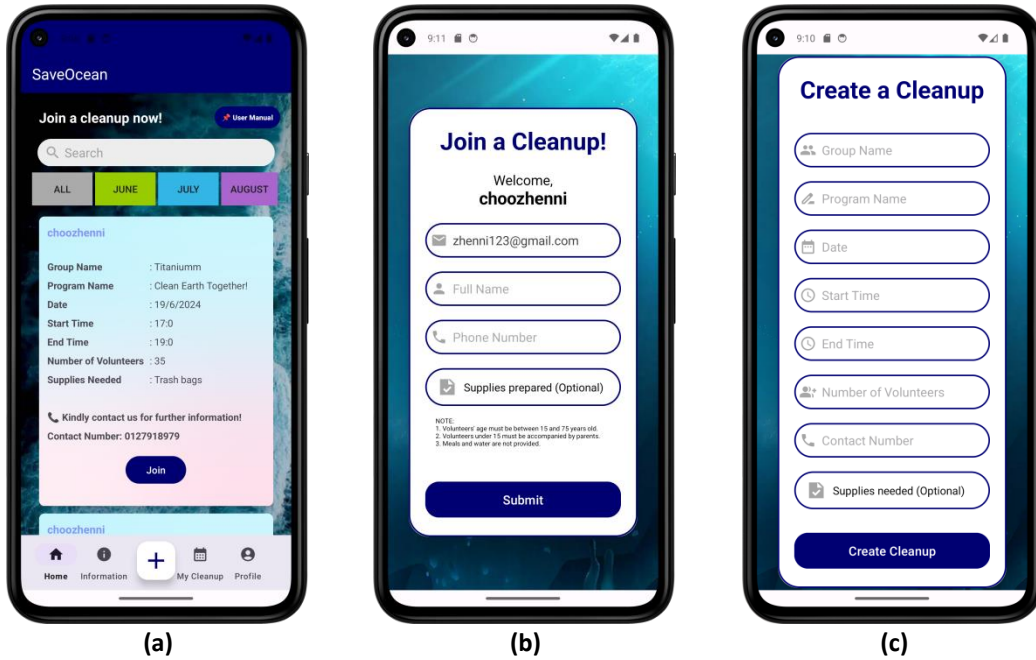 SaveOcean
Join a cleanup now!
📌 User Manual
Search
ALL JUNE JULY AUGUST
choozhenni
Group Name : Titaniumm
Program Name : Clean Earth Together!
Date : 19/6/2024
Start Time : 17:0
End Time : 19:0
Number of Volunteers : 35
Supplies Needed : Trash bags
📞 Kindly contact us for further information!
Contact Number: 0127918979
Join
choozhenni
Home Information + My Cleanup Profile
(a)
9:11
Join a Cleanup!
Welcome,
choozhenni
zhenni123@gmail.com
Full Name
Phone Number
Supplies prepared (Optional)
NOTE:
1. Volunteers' age must be between 15 and 75 years old.
2. Volunteers under 15 must be accompanied by parents.
3. Meals and water are not provided.
Submit
(b)
9:10
Create a Cleanup
Group Name
Program Name
Date
Start Time
End Time
Number of Volunteers
Contact Number
Supplies needed (Optional)
Create Cleanup
(c)